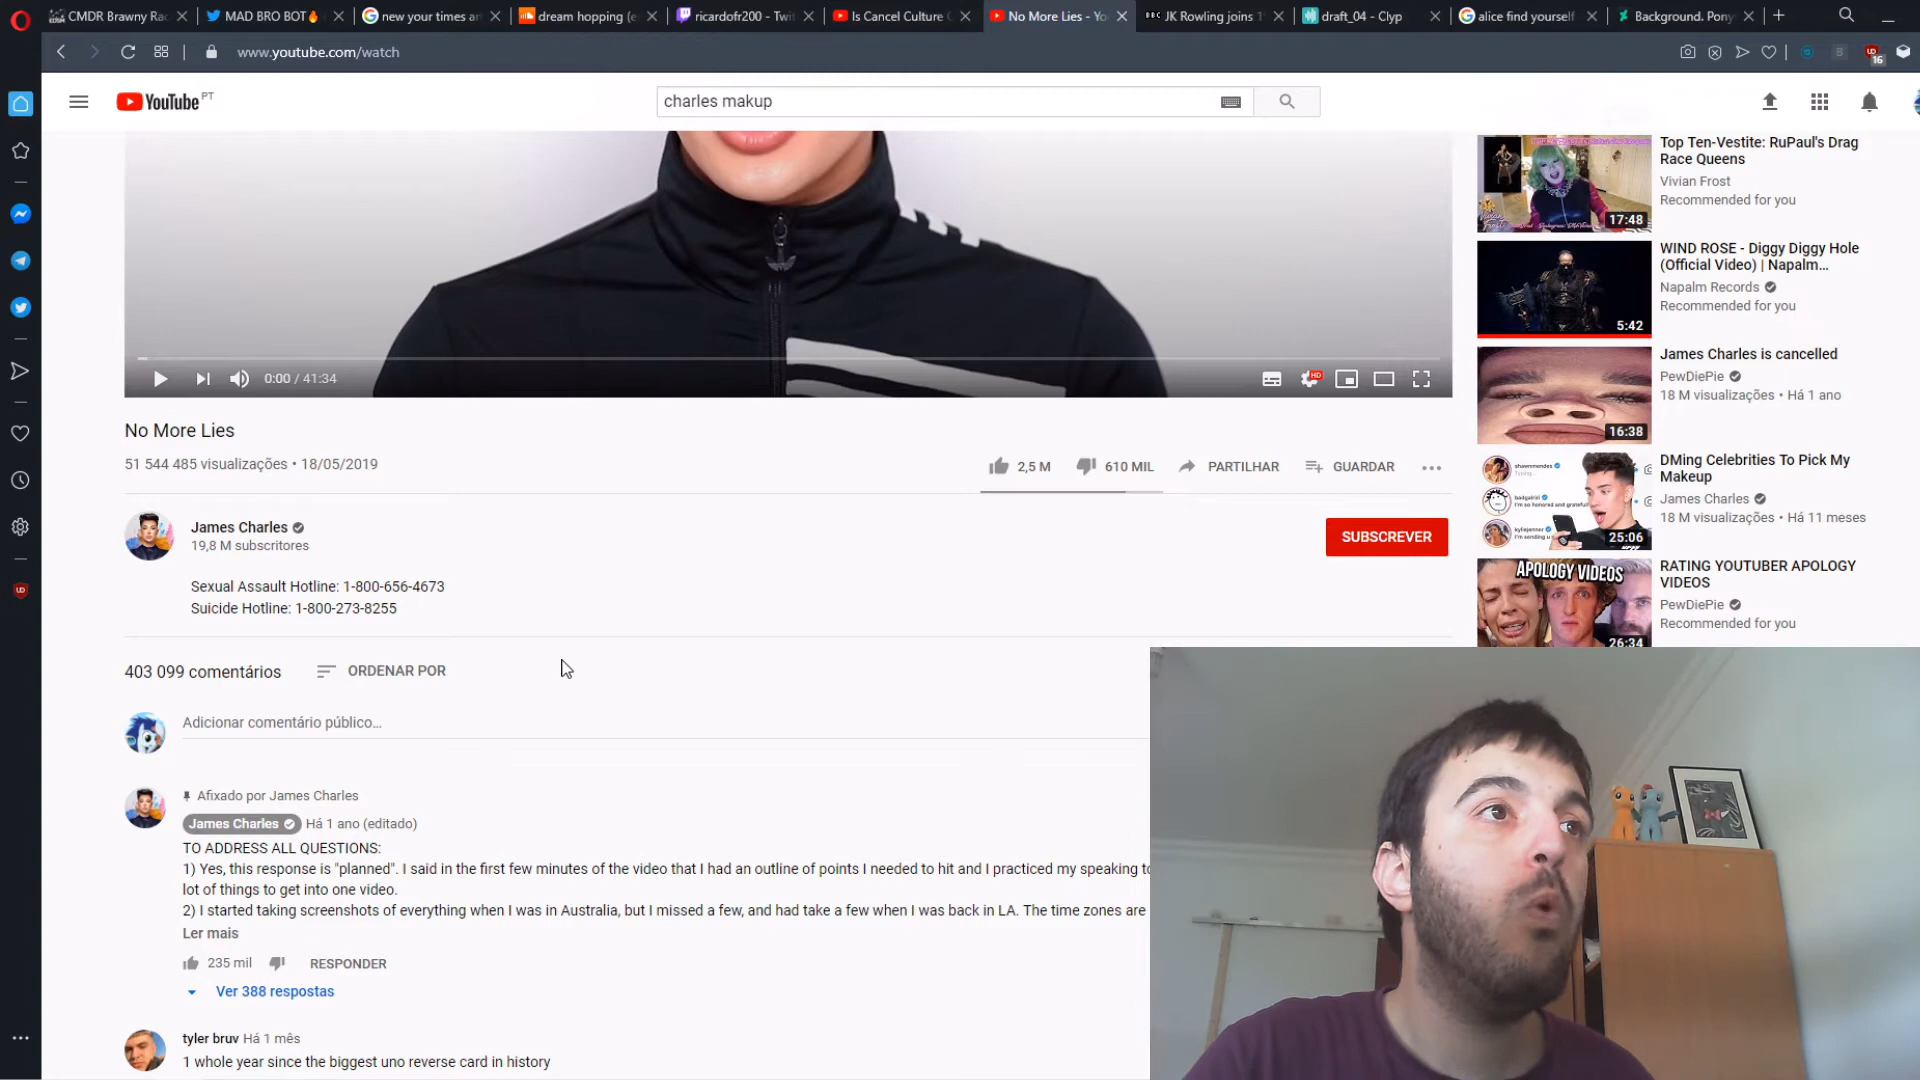 CMDR Brawny Rac
MAD BRO BOT🔥
new your times ar
dream hopping (e
ricardofr200 - Twit
Is Cancel Culture
No More Lies - Yo
BBC JK Rowling joins 1
draft_04 - Clyp
alice find yourself
Background. Pony
www.youtube.com/watch
16
YouTube PT
charles makup
Top Ten-Vestite: RuPaul's Drag
Race Queens
Vivian Frost
Recommended for you
17:48
WIND ROSE - Diggy Diggy Hole
(Official Video) | Napalm...
Napalm Records
Recommended for you
5:42
James Charles is cancelled
PewDiePie
18 M visualizações • Há 1 ano
16:38
0:00 / 41:34
HD
No More Lies
51 544 485 visualizações • 18/05/2019
2,5 M
610 MIL
PARTILHAR
GUARDAR
DMing Celebrities To Pick My
Makeup
James Charles
18 M visualizações • Há 11 meses
25:06
James Charles
19,8 M subscritores
SUBSCREVER
Sexual Assault Hotline: 1-800-656-4673
Suicide Hotline: 1-800-273-8255
APOLOGY VIDEOS
RATING YOUTUBER APOLOGY
VIDEOS
PewDiePie
Recommended for you
26:34
403 099 comentários
ORDENAR POR
Adicionar comentário público...
Afixado por James Charles
James Charles
Há 1 ano (editado)
TO ADDRESS ALL QUESTIONS:
1) Yes, this response is "planned". I said in the first few minutes of the video that I had an outline of points I needed to hit and I practiced my speaking to
lot of things to get into one video.
2) I started taking screenshots of everything when I was in Australia, but I missed a few, and had take a few when I was back in LA. The time zones are
Ler mais
235 mil
RESPONDER
Ver 388 respostas
tyler bruv Há 1 mês
1 whole year since the biggest uno reverse card in history